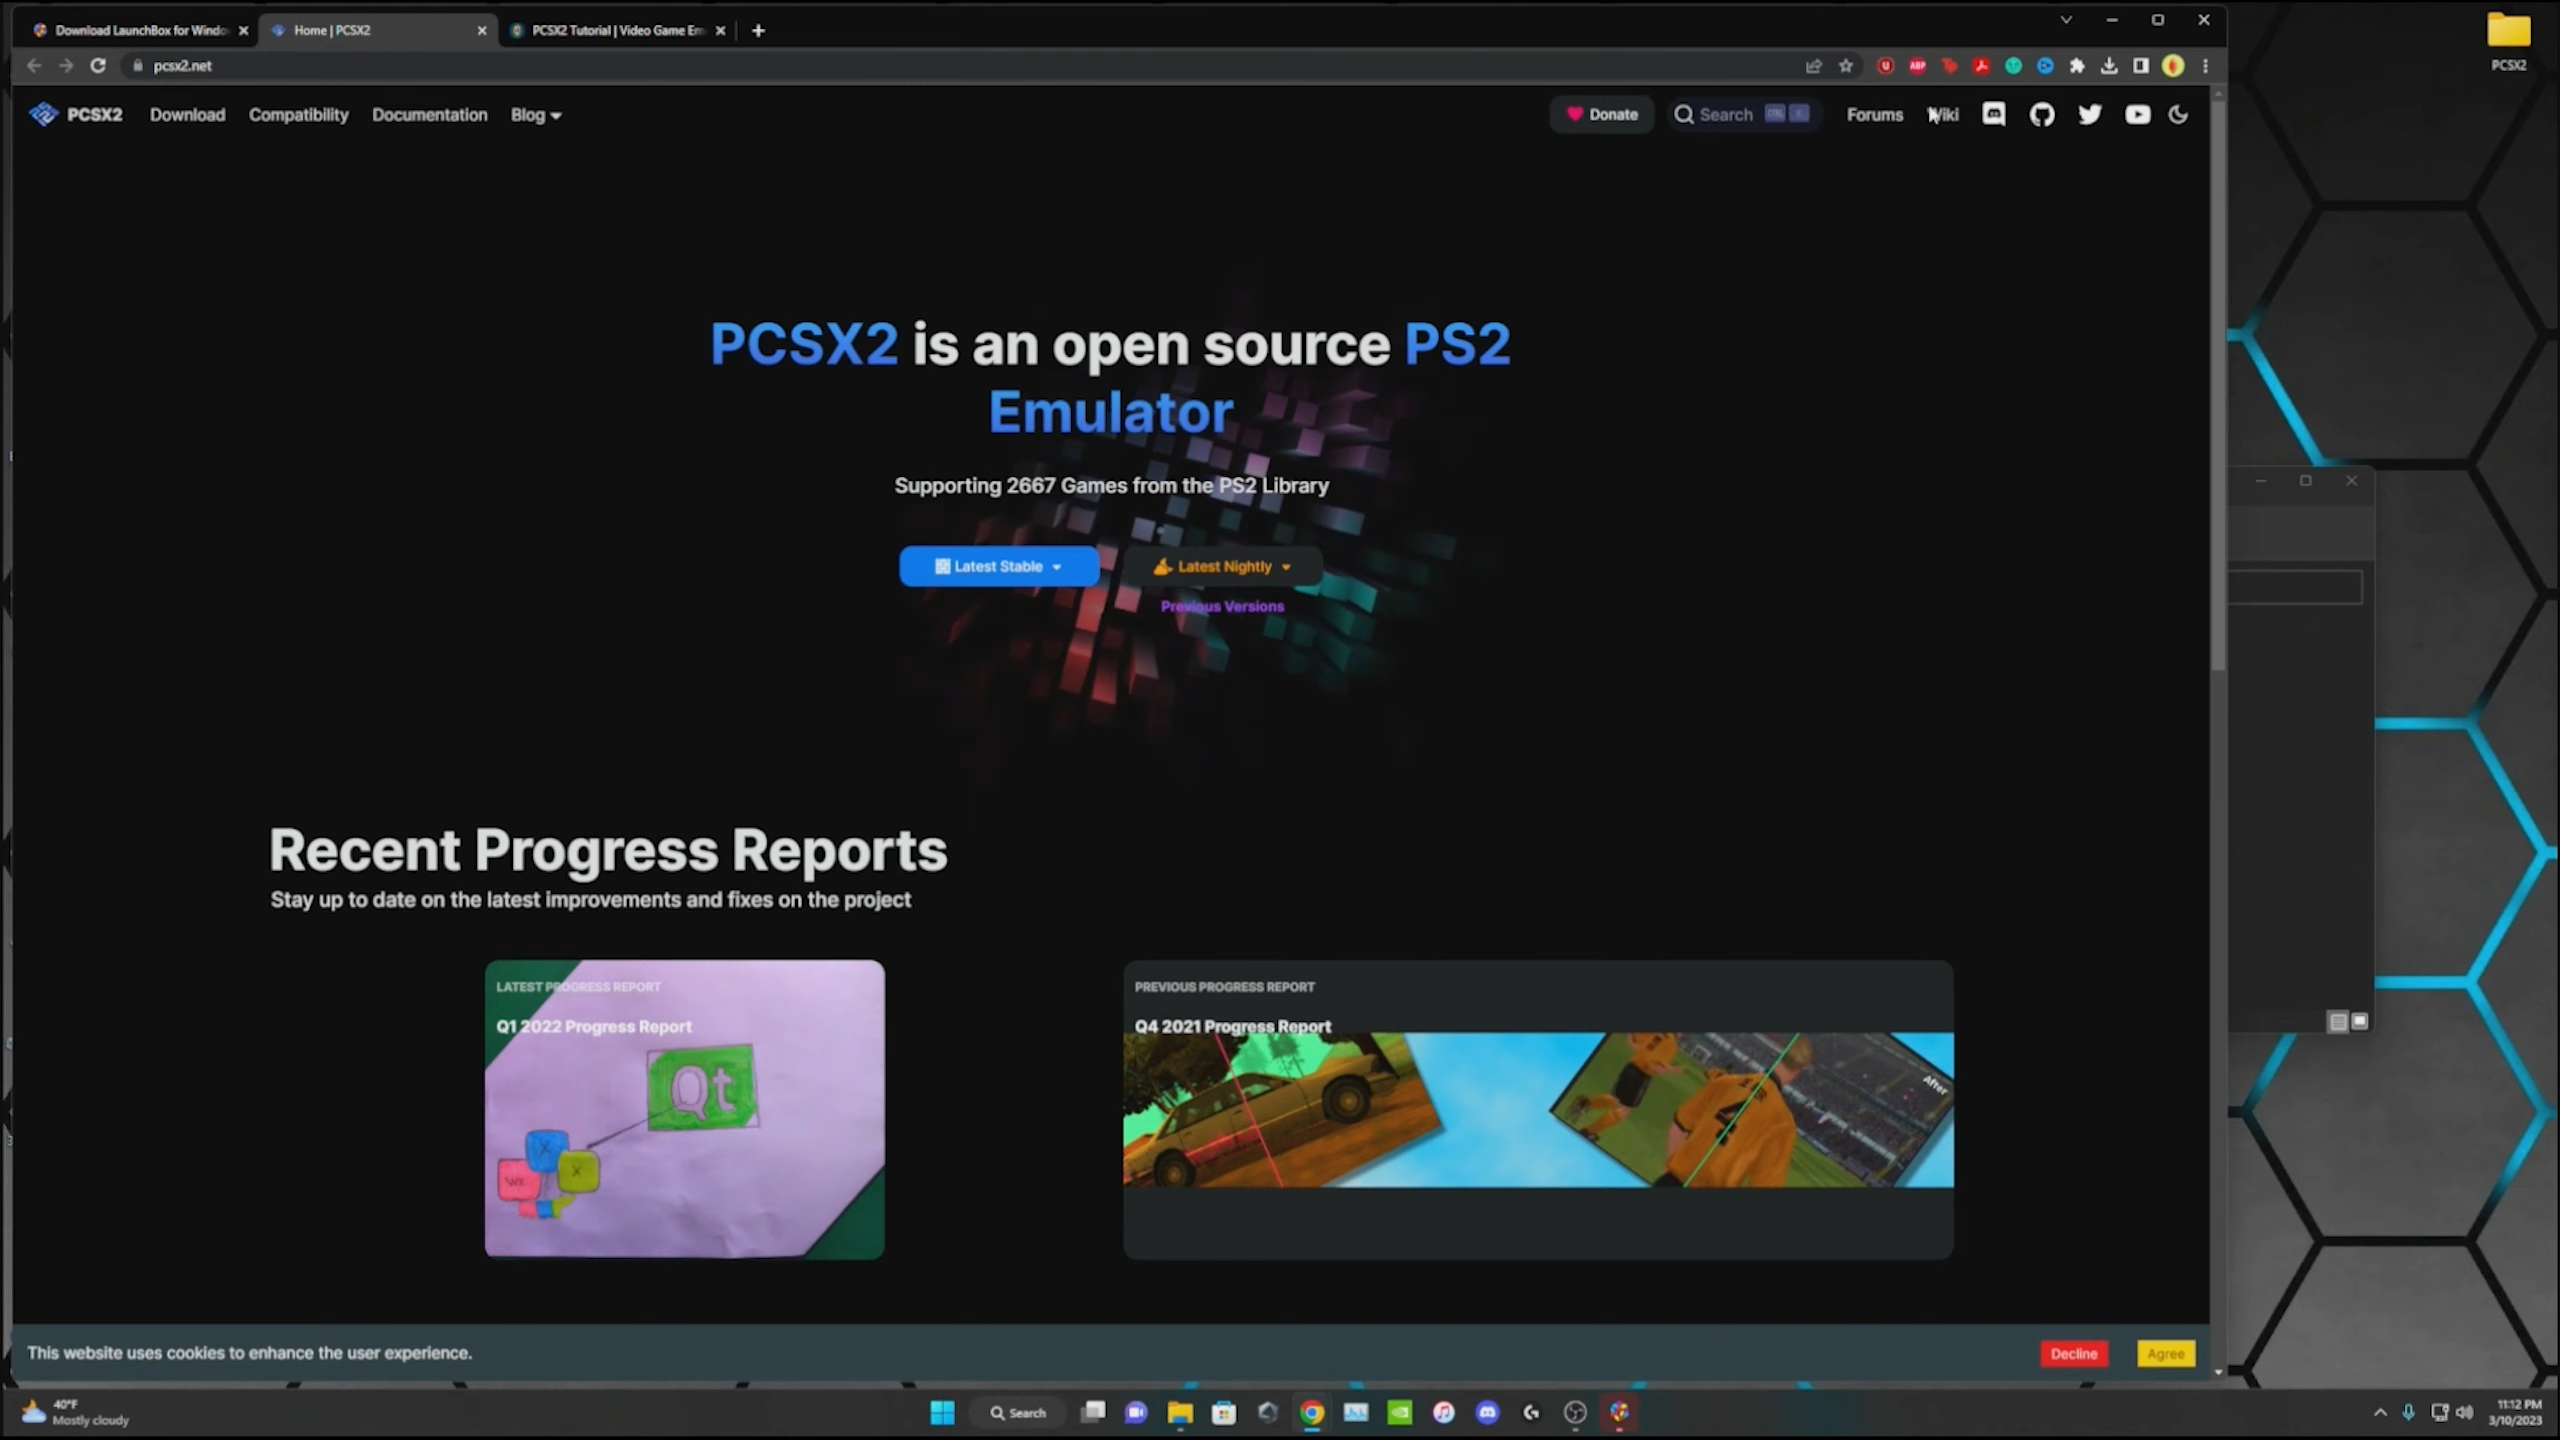 Download LaunchBox for Windo
Home | PCSX2
PCSX2 Tutorial | Video Game Em
pcsx2.net
PCSX2
PCSX2
Download
Compatibility
Documentation
Blog
Donate
Search
Forums
Wiki
PCSX2 is an open source PS2
Emulator
Supporting 2667 Games from the PS2 Library
Latest Stable
Latest Nightly
Previous Versions
Recent Progress Reports
Stay up to date on the latest improvements and fixes on the project
LATEST PROGRESS REPORT
Q1 2022 Progress Report
Qt
X
WX
X
PREVIOUS PROGRESS REPORT
Q4 2021 Progress Report
After
4
This website uses cookies to enhance the user experience.
Decline
Agree
40°F
Mostly cloudy
Search
11:12 PM
3/10/2023